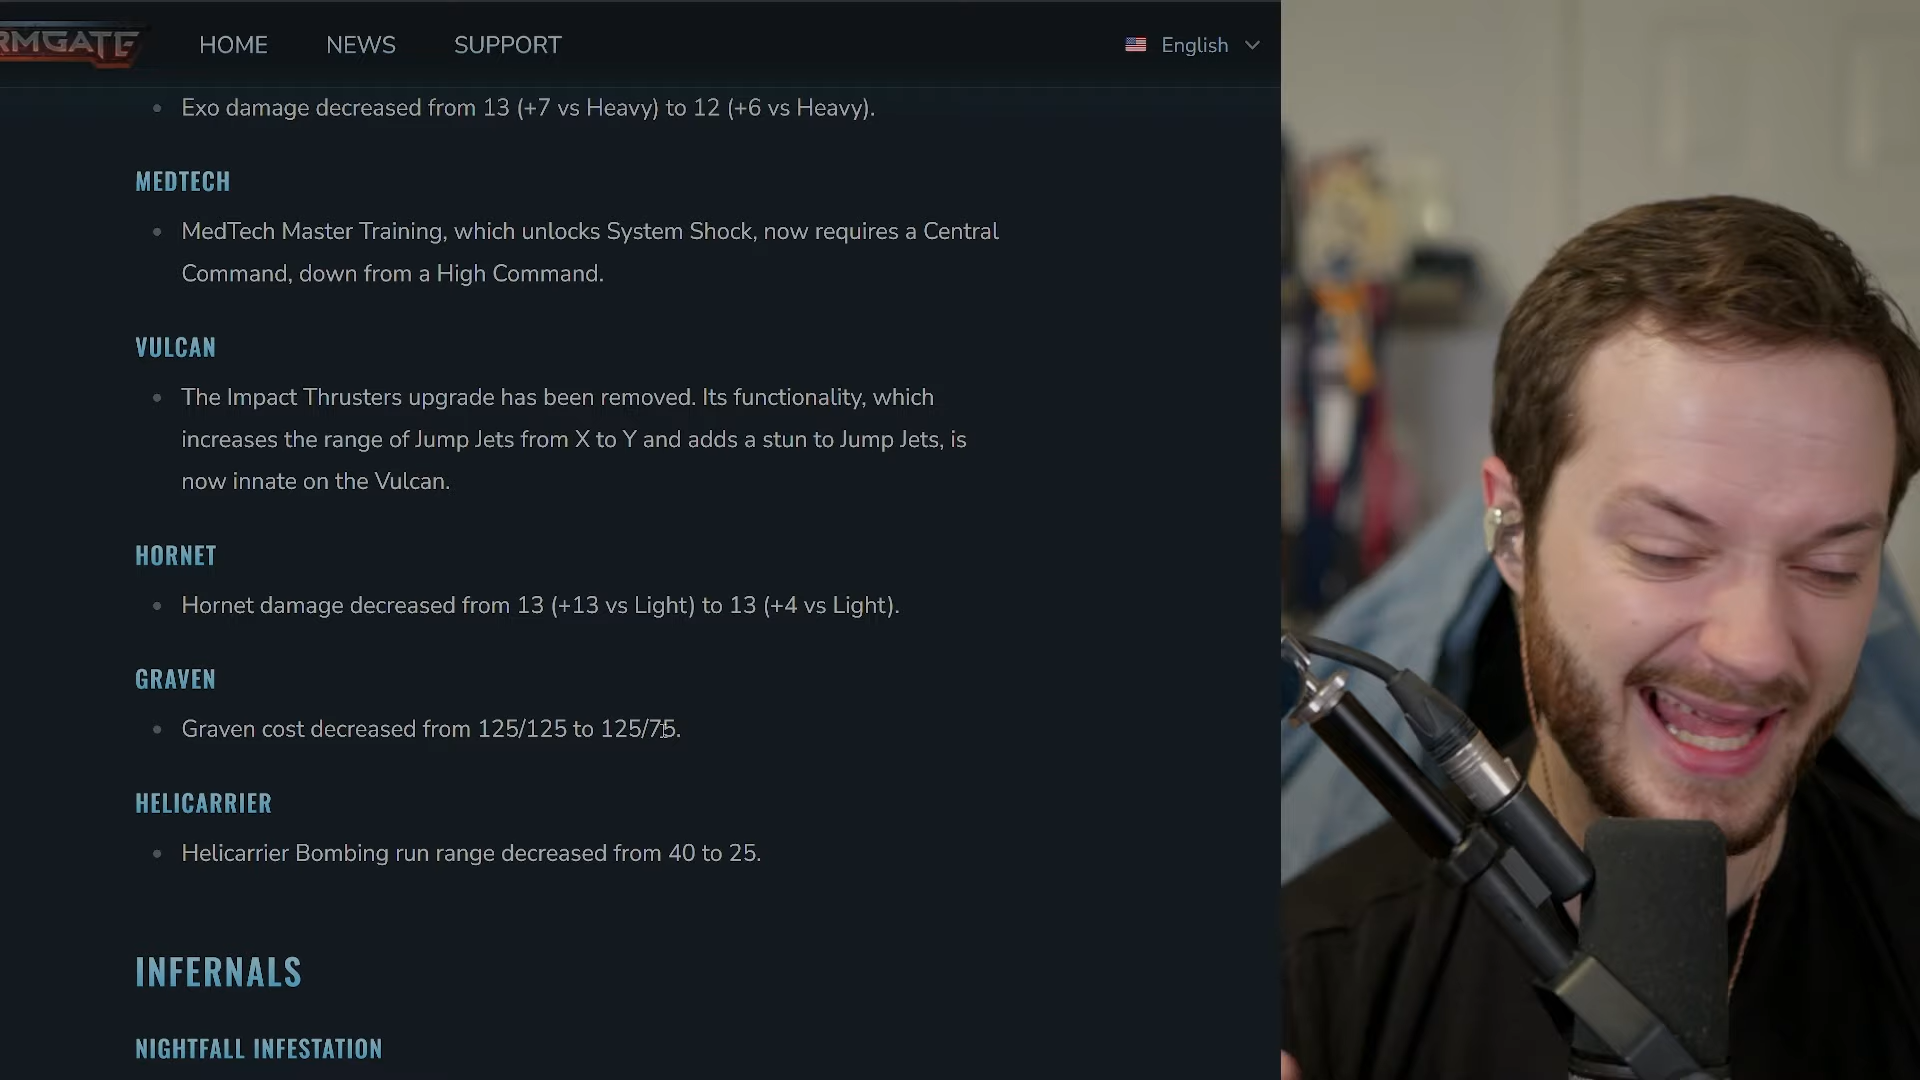 RMGATE HOME NEWS SUPPORT English
Exo damage decreased from 13 (+7 vs Heavy) to 12 (+6 vs Heavy).
MEDTECH
MedTech Master Training, which unlocks System Shock, now requires a Central
Command, down from a High Command.
VULCAN
The Impact Thrusters upgrade has been removed. Its functionality, which
increases the range of Jump Jets from X to Y and adds a stun to Jump Jets, is
now innate on the Vulcan.
HORNET
Hornet damage decreased from 13 (+13 vs Light) to 13 (+4 vs Light).
GRAVEN
Graven cost decreased from 125/125 to 125/75.
HELICARRIER
Helicarrier Bombing run range decreased from 40 to 25.
INFERNALS
NIGHTFALL INFESTATION